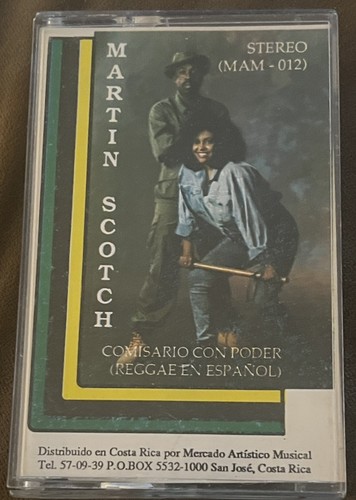 MARTIN SCOTCH
STEREO
(MAM - 012)
COMISARIO CON PODER
(REGGAE EN ESPAÑOL)
Distribuido en Costa Rica por Mercado Artístico Musical
Tel. 57-09-39 P.O.BOX 5532-1000 San José, Costa Rica